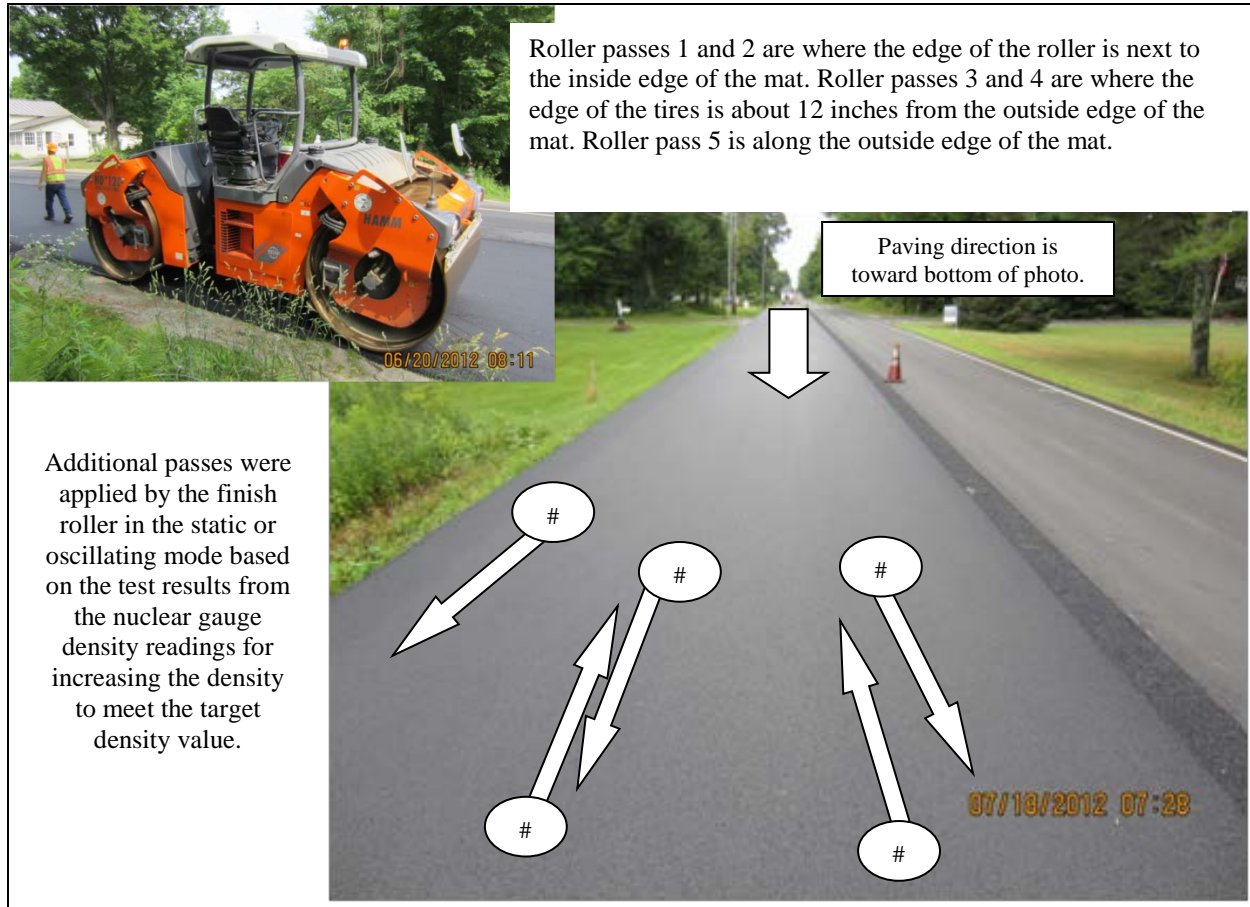 Roller passes 1 and 2 are where the edge of the roller is next to
the inside edge of the mat. Roller passes 3 and 4 are where the
edge of the tires is about 12 inches from the outside edge of the
mat. Roller pass 5 is along the outside edge of the mat.
HAMM
06/20/2012 08:11
Paving direction is
toward bottom of photo.
Additional passes were
applied by the finish
roller in the static or
oscillating mode based
on the test results from
the nuclear gauge
density readings for
increasing the density
to meet the target
density value.
#
#
#
#
#
07/18/2012 07:28